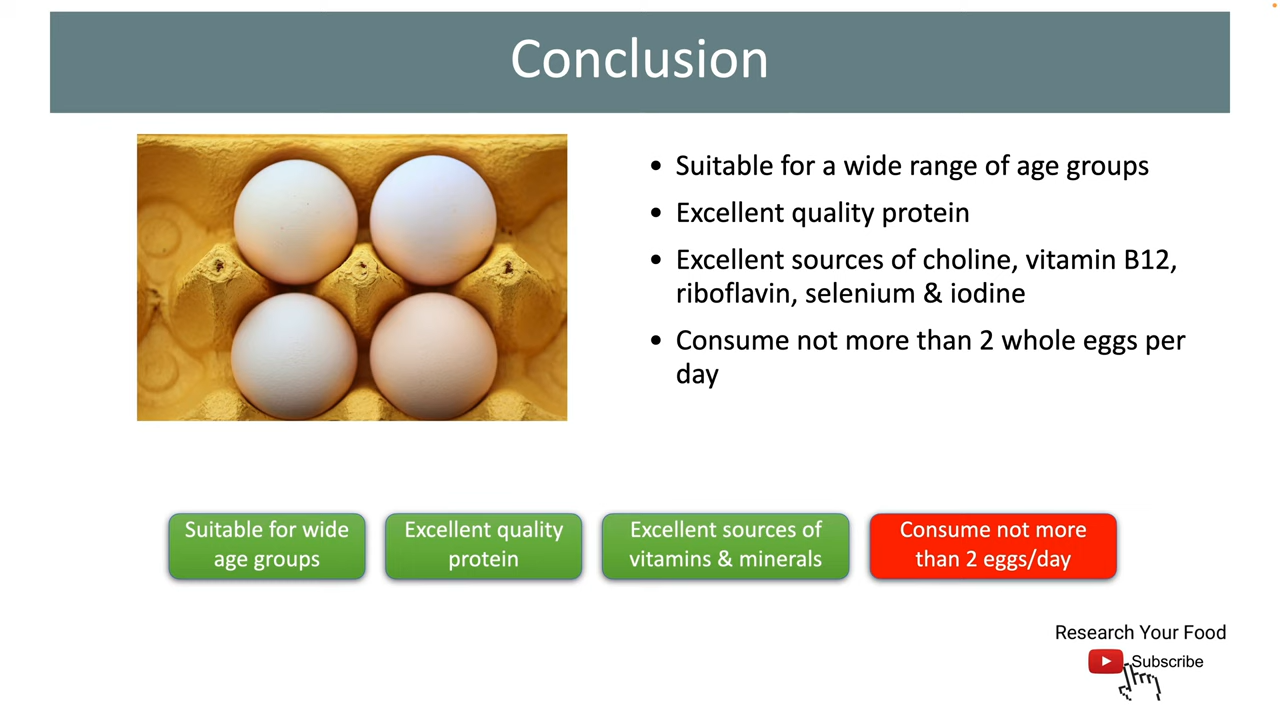 Conclusion
• Suitable for a wide range of age groups
• Excellent quality protein
• Excellent sources of choline, vitamin B12,
riboflavin, selenium & iodine
• Consume not more than 2 whole eggs per
day
Suitable for wide
age groups
Excellent quality
protein
Excellent sources of
vitamins & minerals
Consume not more
than 2 eggs/day
Research Your Food
Subscribe